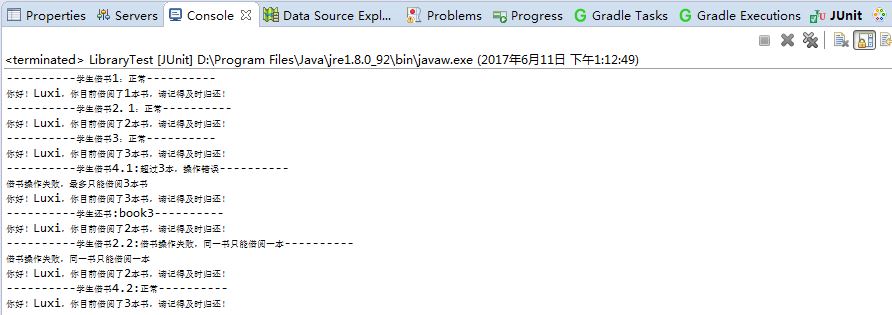 Properties Servers Console Data Source Expl... Problems Progress Gradle Tasks Gradle Executions JUnit
<terminated> LibraryTest [JUnit] D:\Program Files\Java\jre1.8.0_92\bin\javaw.exe (2017年6月11日 下午1:12:49)
----------学生借书1：正常----------
你好！Luxi，你目前借阅了1本书，请记得及时归还！
----------学生借书2.1：正常----------
你好！Luxi，你目前借阅了2本书，请记得及时归还！
----------学生借书3：正常----------
你好！Luxi，你目前借阅了3本书，请记得及时归还！
----------学生借书4.1:超过3本，操作错误----------
借书操作失败，最多只能借阅3本书
你好！Luxi，你目前借阅了3本书，请记得及时归还！
----------学生还书:book3----------
你好！Luxi，你目前借阅了2本书，请记得及时归还！
----------学生借书2.2:借书操作失败，同一书只能借阅一本----------
借书操作失败，同一书只能借阅一本
你好！Luxi，你目前借阅了2本书，请记得及时归还！
----------学生借书4.2:正常----------
你好！Luxi，你目前借阅了3本书，请记得及时归还！